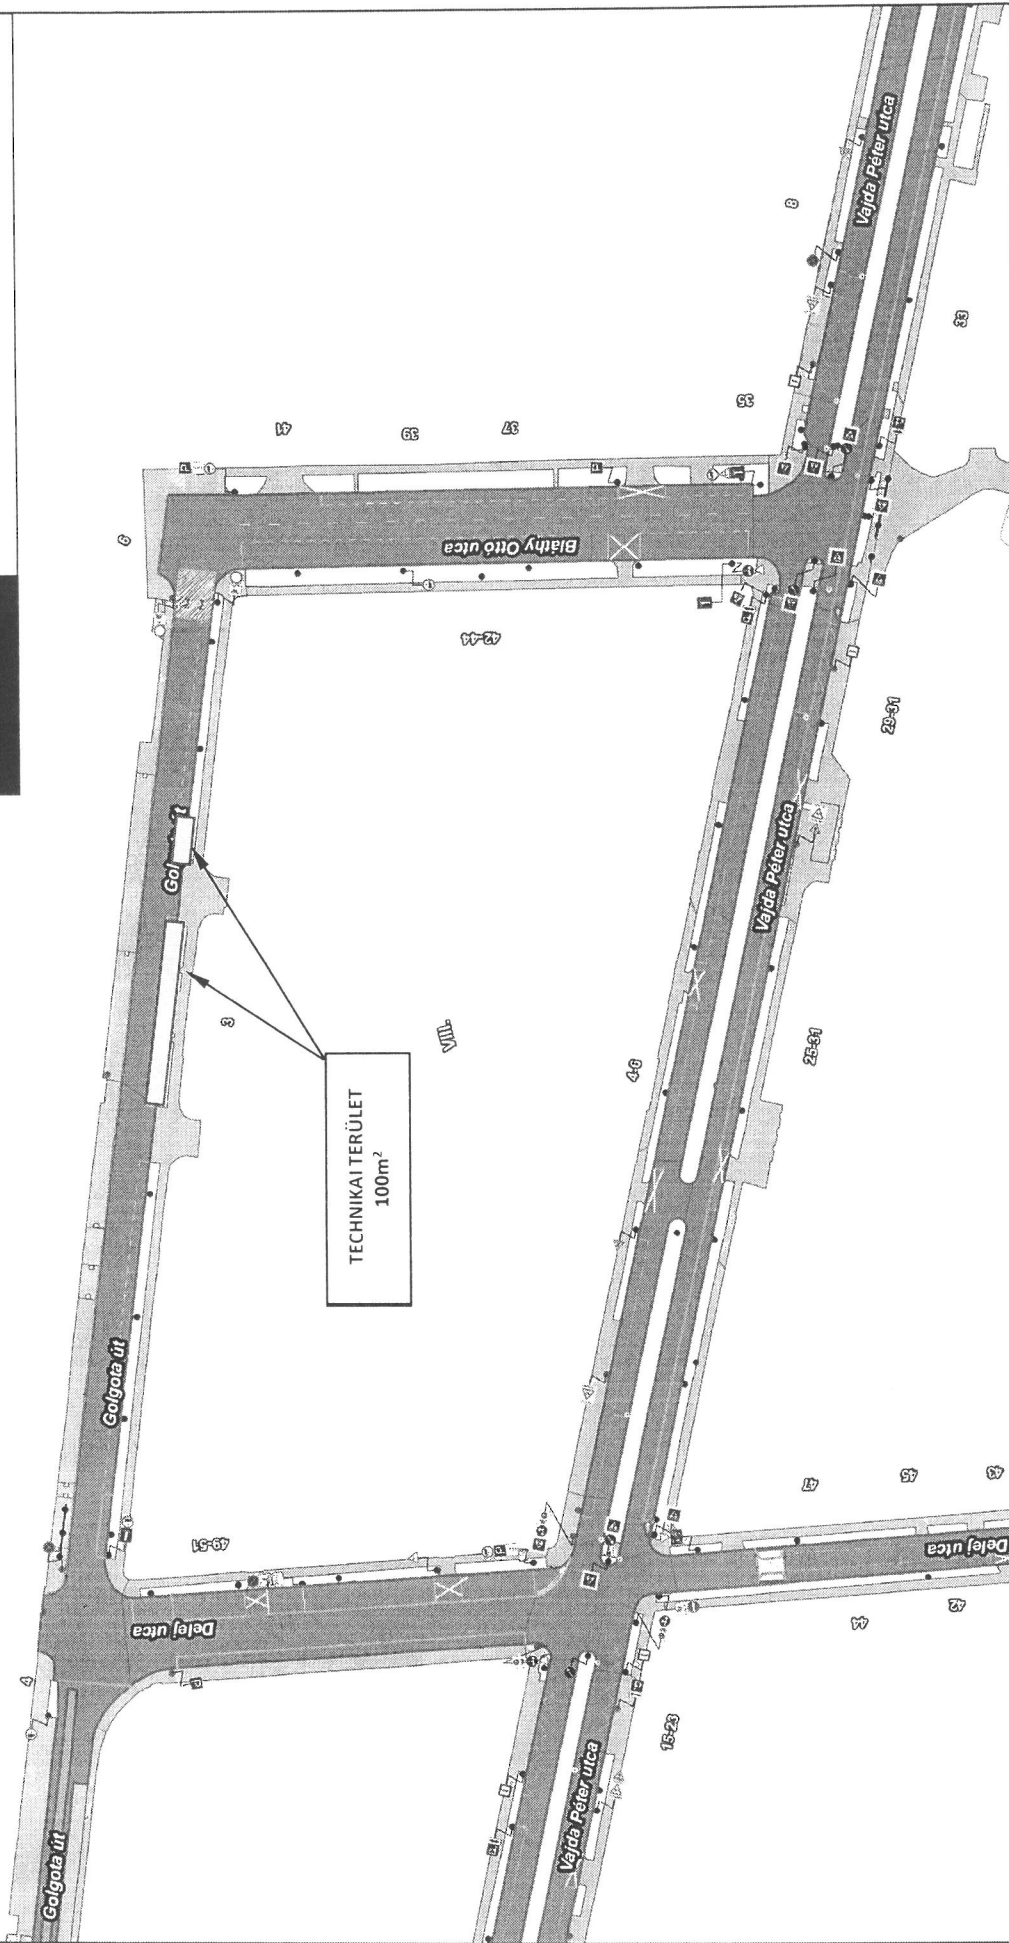 Vajda Péter utca
8
33
41
39
37
35
6
Bláthy Ottó utca
42-44
29-31
Vajda Péter utca
3
VIII.
4-6
25-31
TECHNIKAI TERÜLET
100m²
Golgota út
49-51
Delej utca
47
45
43
Delej utca
44
42
4
15-23
Golgota út
Vajda Péter utca